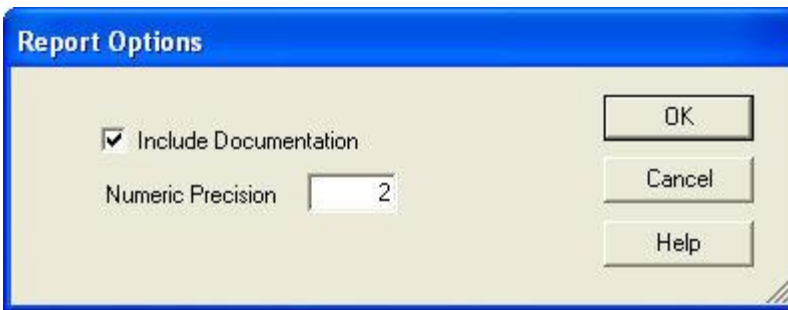 Report Options
OK
Include Documentation
Numeric Precision 2
Cancel
Help